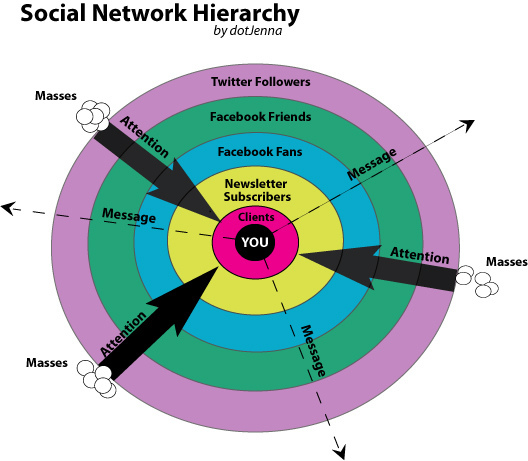 Social Network Hierarchy
by dotJenna
Twitter Followers
Masses
Facebook Friends
Attention
Facebook Fans
Message
Newsletter
Subscribers
Clients
Message
YOU
Attention
Masses
Attention
Message
Masses